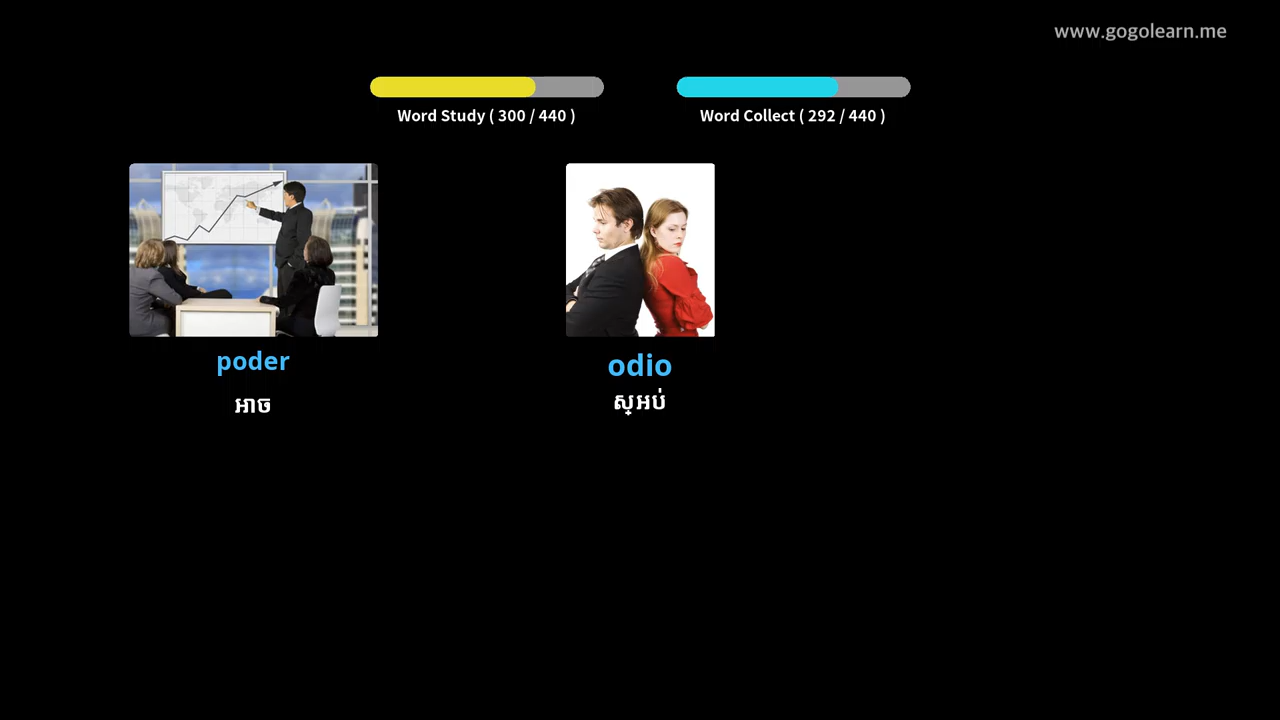 www.gogolearn.me
Word Study ( 300 / 440 )
Word Collect ( 292 / 440 )
poder
អាច
odio
ស្អប់